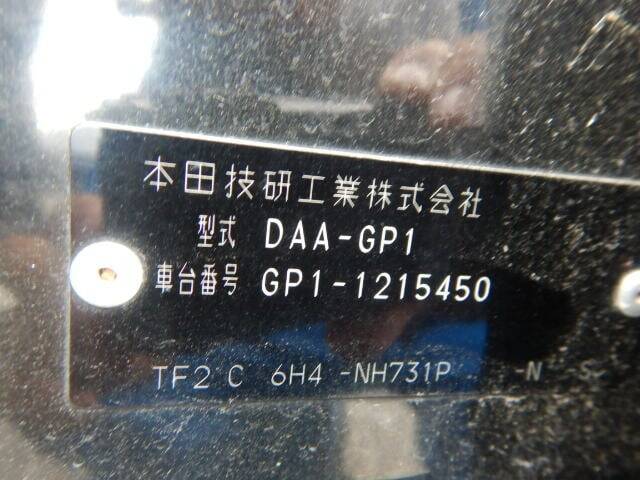 本田技研工業株式会社
型式 DAA-GP1
車台番号 GP1-1215450
TF2 C 6H4 -NH731P -N -S